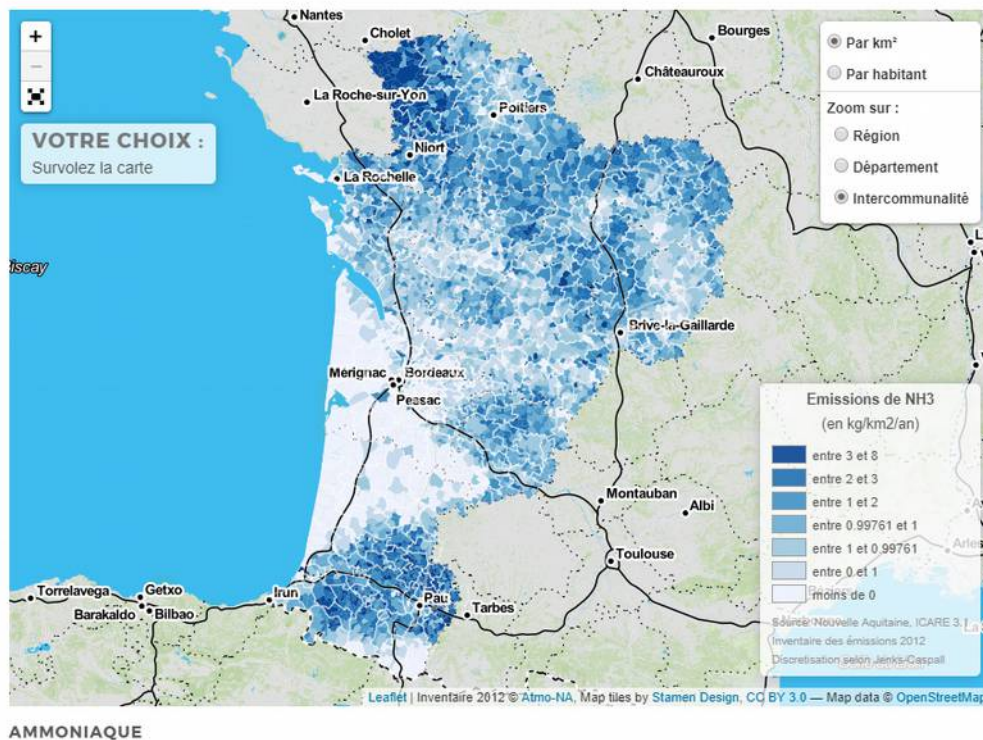 Nantes
Cholet
Bourges
Châteauroux
La Roche-sur-Yon
Poitiers
Niort
La Rochelle
+
−
VOTRE CHOIX :
Survolez la carte
Par km²
Par habitant
Zoom sur :
Région
Département
Intercommunalité
iscay
Brive-la-Gaillarde
Mérignac
Bordeaux
Pessac
Montauban
Albi
Toulouse
Torrelavega
Getxo
Barakaldo
Bilbao
Irun
Pau
Tarbes
Emissions de NH3
(en kg/km2/an)
entre 3 et 8
entre 2 et 3
entre 1 et 2
entre 0.99761 et 1
entre 1 et 0.99761
entre 0 et 1
moins de 0
Arles
Source: Nouvelle Aquitaine, ICARE 3.
Inventaire des émissions 2012
Discretisation selon Jenks-Caspall
Leaflet | Inventaire 2012 © Atmo-NA, Map tiles by Stamen Design, CC BY 3.0 — Map data © OpenStreetMap
AMMONIAQUE